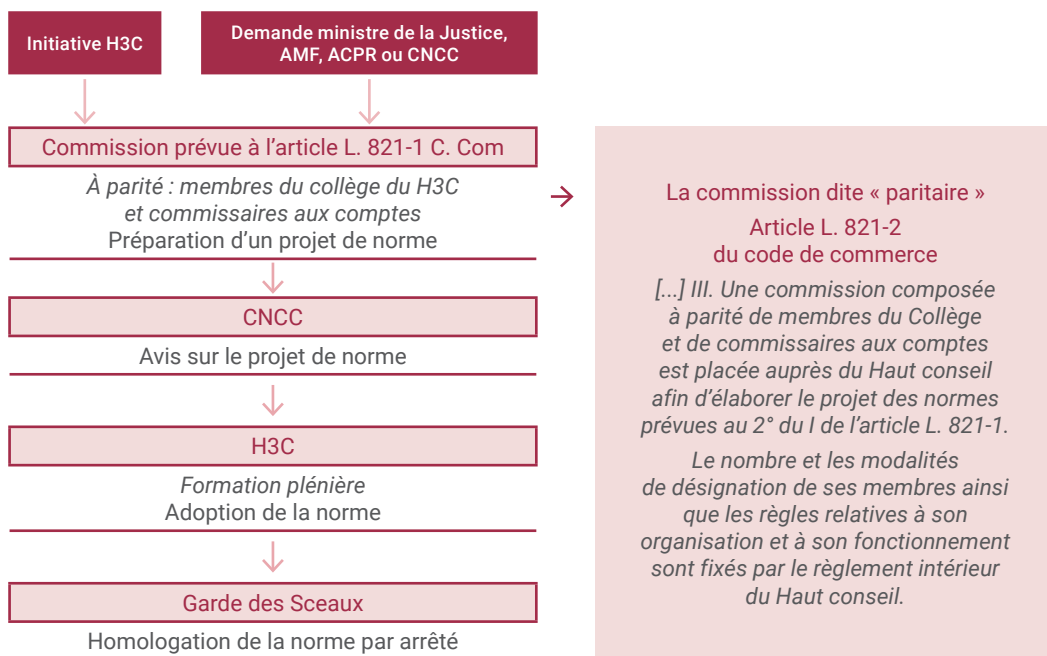 Initiative H3C
Demande ministre de la Justice,
AMF, ACPR ou CNCC
Commission prévue à l’article L. 821-1 C. Com
À parité : membres du collège du H3C
et commissaires aux comptes
Préparation d’un projet de norme
CNCC
Avis sur le projet de norme
H3C
Formation plénière
Adoption de la norme
Garde des Sceaux
Homologation de la norme par arrêté
La commission dite « paritaire »
Article L. 821-2
du code de commerce
[...] III. Une commission composée
à parité de membres du Collège
et de commissaires aux comptes
est placée auprès du Haut conseil
afin d’élaborer le projet des normes
prévues au 2° du I de l’article L. 821-1.
Le nombre et les modalités
de désignation de ses membres ainsi
que les règles relatives à son
organisation et à son fonctionnement
sont fixés par le règlement intérieur
du Haut conseil.